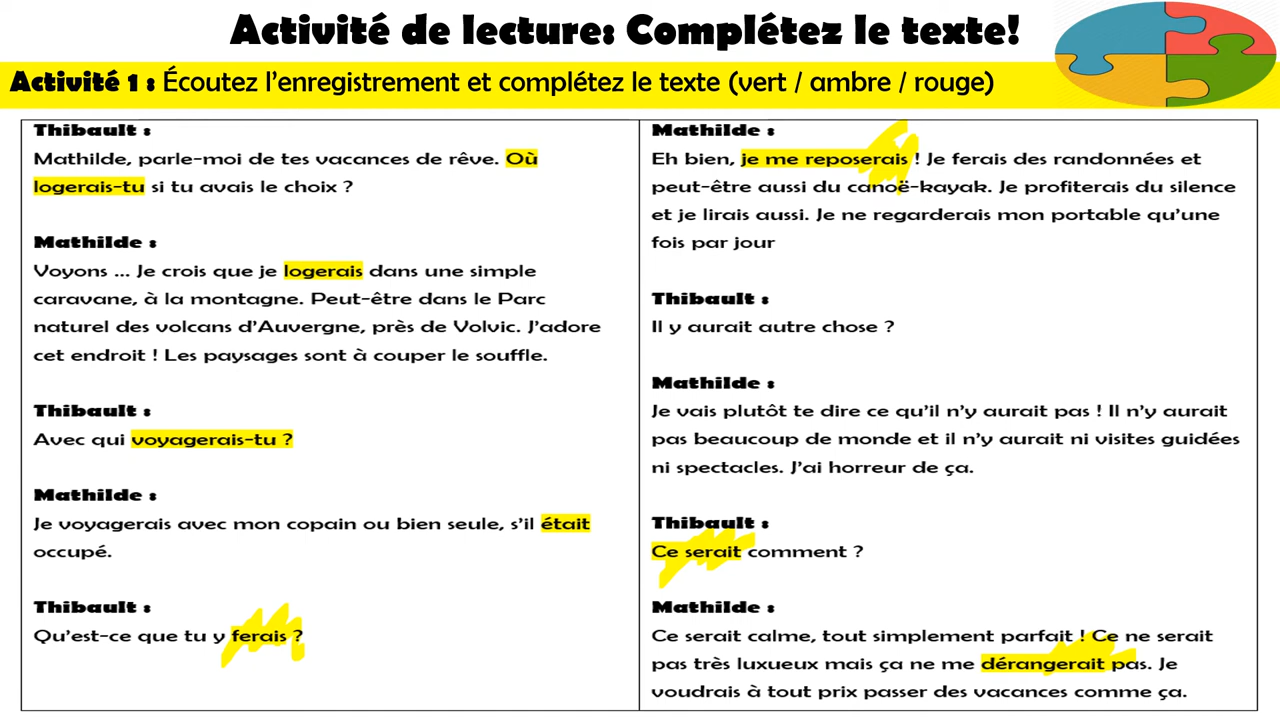 Activité de lecture: Complétez le texte!
Activité 1 : Écoutez l'enregistrement et complétez le texte (vert / ambre / rouge)
Thibault :
Mathilde, parle-moi de tes vacances de rêve. Où
logerais-tu si tu avais le choix ?
Mathilde :
Voyons ... Je crois que je logerais dans une simple
caravane, à la montagne. Peut-être dans le Parc
naturel des volcans d'Auvergne, près de Volvic. J'adore
cet endroit ! Les paysages sont à couper le souffle.
Thibault :
Avec qui voyagerais-tu ?
Mathilde :
Je voyagerais avec mon copain ou bien seule, s'il était
occupé.
Thibault :
Qu'est-ce que tu y ferais ?
Mathilde :
Eh bien, je me reposerais ! Je ferais des randonnées et
peut-être aussi du canoë-kayak. Je profiterais du silence
et je lirais aussi. Je ne regarderais mon portable qu'une
fois par jour
Thibault :
Il y aurait autre chose ?
Mathilde :
Je vais plutôt te dire ce qu'il n'y aurait pas ! Il n'y aurait
pas beaucoup de monde et il n'y aurait ni visites guidées
ni spectacles. J'ai horreur de ça.
Thibault :
Ce serait comment ?
Mathilde :
Ce serait calme, tout simplement parfait ! Ce ne serait
pas très luxueux mais ça ne me dérangerait pas. Je
voudrais à tout prix passer des vacances comme ça.